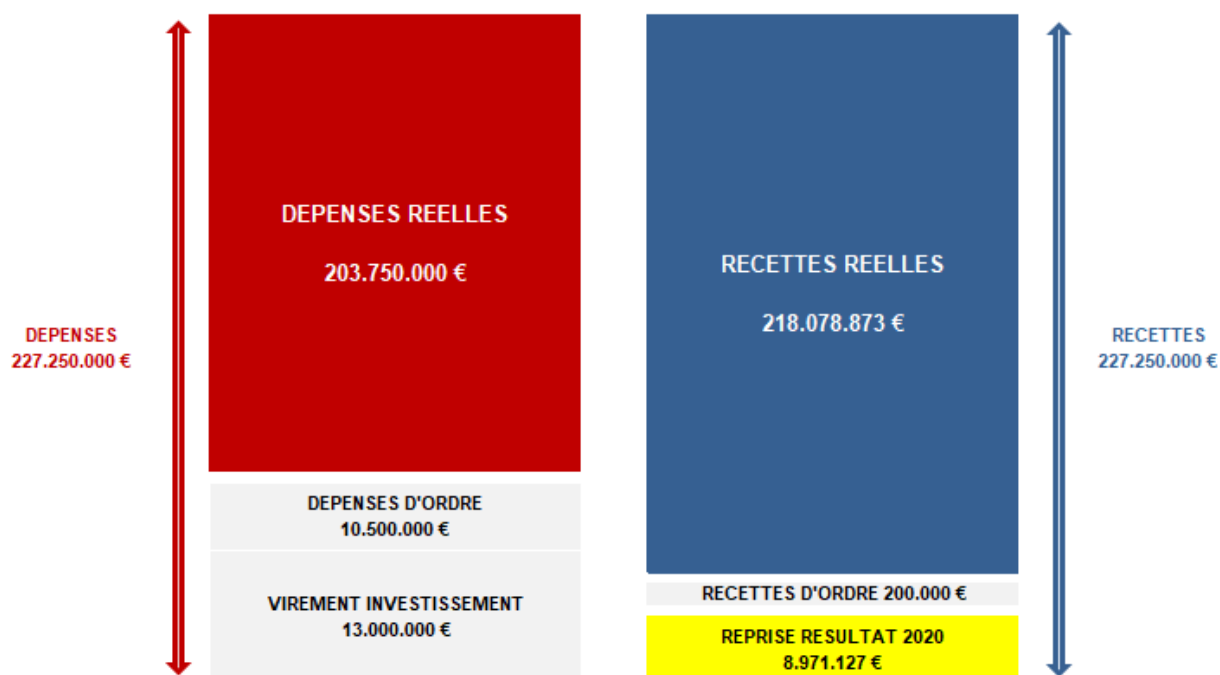 DEPENSES
227.250.000 €
DEPENSES REELLES
203.750.000 €
DEPENSES D'ORDRE
10.500.000 €
VIREMENT INVESTISSEMENT
13.000.000 €
RECETTES REELLES
218.078.873 €
RECETTES D'ORDRE 200.000 €
REPRISE RESULTAT 2020
8.971.127 €
RECETTES
227.250.000 €